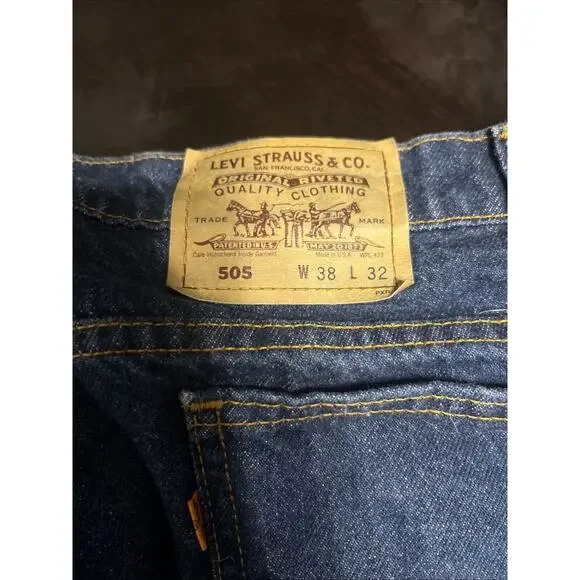 LEVI STRAUSS & CO.
SAN FRANCISCO, CAL.
ORIGINAL RIVETED
QUALITY CLOTHING
TRADE MARK
PATENTED IN U.S. MAY 20 1873
Care Instructions Inside Garment Made in U.S.A. WPL 423
505 W 38 L 32